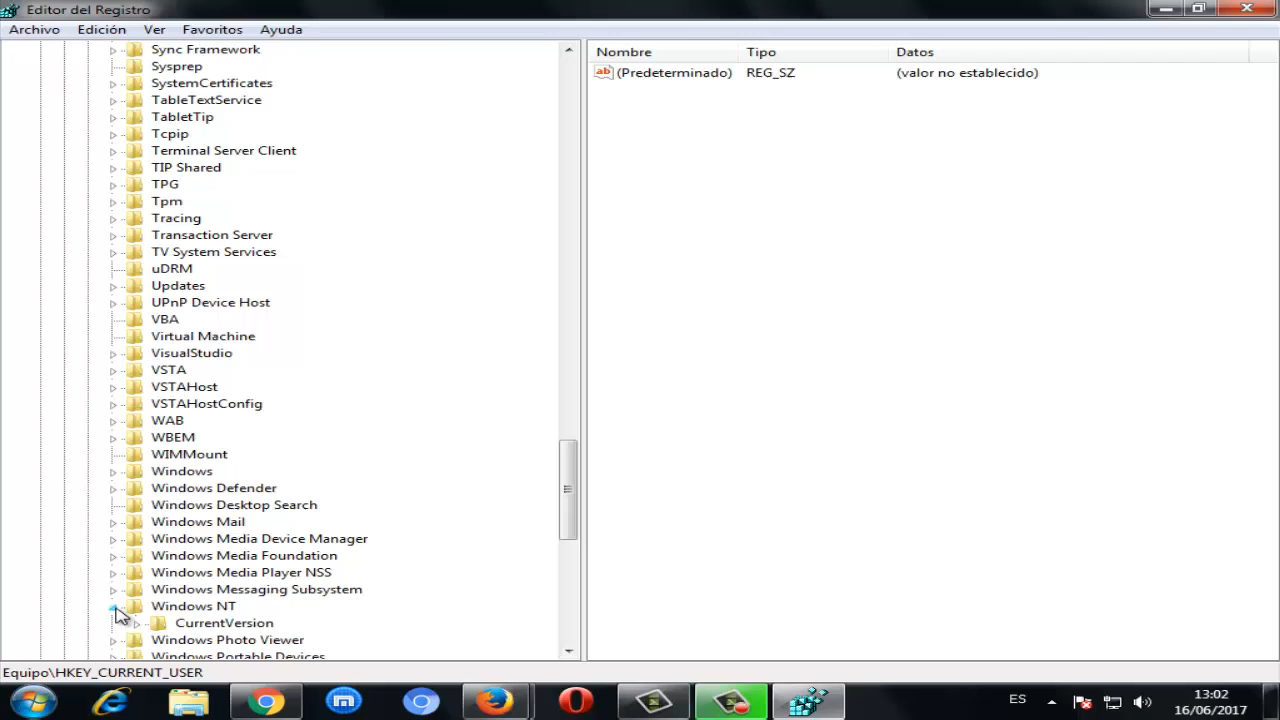 Editor del Registro
Archivo Edición Ver Favoritos Ayuda
Sync Framework
Sysprep
SystemCertificates
TableTextService
TabletTip
Tcpip
Terminal Server Client
TIP Shared
TPG
Tpm
Tracing
Transaction Server
TV System Services
uDRM
Updates
UPnP Device Host
VBA
Virtual Machine
VisualStudio
VSTA
VSTAHost
VSTAHostConfig
WAB
WBEM
WIMMount
Windows
Windows Defender
Windows Desktop Search
Windows Mail
Windows Media Device Manager
Windows Media Foundation
Windows Media Player NSS
Windows Messaging Subsystem
Windows NT
CurrentVersion
Windows Photo Viewer
Windows Portable Devices
Nombre Tipo Datos
ab (Predeterminado) REG_SZ (valor no establecido)
Equipo\HKEY_CURRENT_USER
ES
13:02
16/06/2017